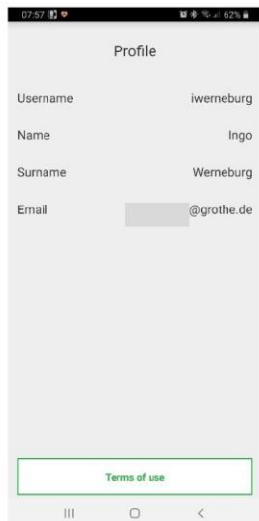 07:57 62%
Profile
Username iwerneburg
Name Ingo
Surname Werneburg
Email @grothe.de
Terms of use